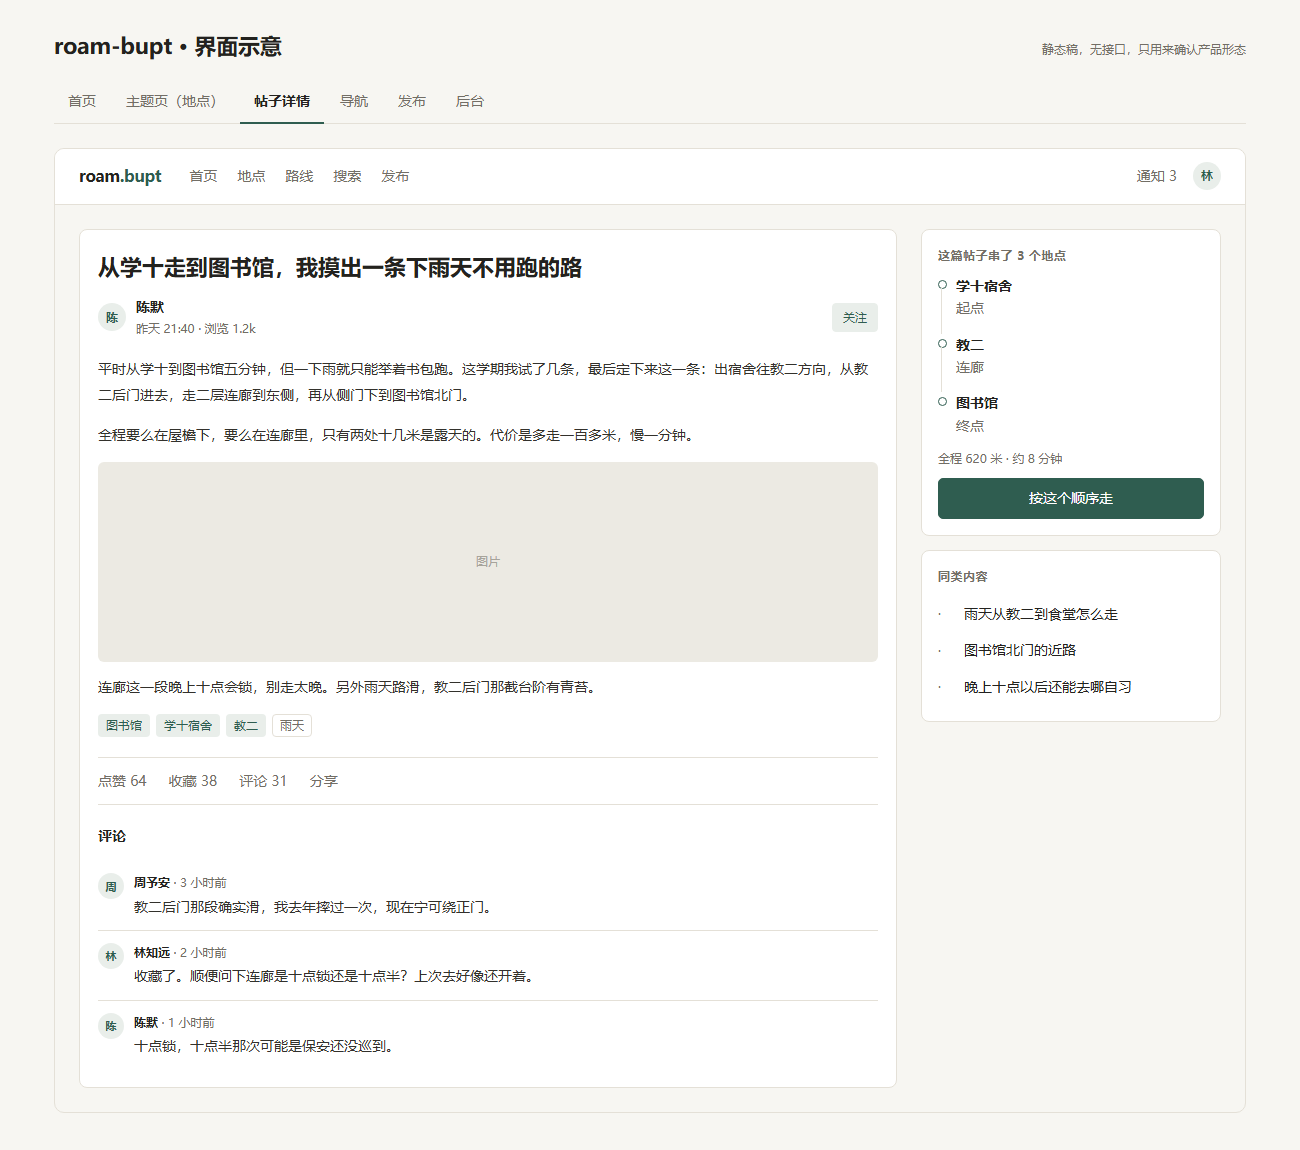 roam-bupt • 界面示意
静态稿，无接口，只用来确认产品形态
首页 主题页（地点） 帖子详情 导航 发布 后台
roam.bupt 首页 地点 路线 搜索 发布 通知 3 林
从学十走到图书馆，我摸出一条下雨天不用跑的路
陈 陈默
昨天 21:40 · 浏览 1.2k
关注
平时从学十到图书馆五分钟，但一下雨就只能举着书包跑。这学期我试了几条，最后定下来这一条：出宿舍往教二方向，从教
二后门进去，走二层连廊到东侧，再从侧门下到图书馆北门。
全程要么在屋檐下，要么在连廊里，只有两处十几米是露天的。代价是多走一百多米，慢一分钟。
图片
连廊这一段晚上十点会锁，别走太晚。另外雨天路滑，教二后门那截台阶有青苔。
图书馆 学十宿舍 教二 雨天
点赞 64 收藏 38 评论 31 分享
评论
周 周予安 · 3 小时前
教二后门那段确实滑，我去年摔过一次，现在宁可绕正门。
林 林知远 · 2 小时前
收藏了。顺便问下连廊是十点锁还是十点半？上次去好像还开着。
陈 陈默 · 1 小时前
十点锁，十点半那次可能是保安还没巡到。
这篇帖子串了 3 个地点
学十宿舍
起点
教二
连廊
图书馆
终点
全程 620 米 · 约 8 分钟
按这个顺序走
同类内容
· 雨天从教二到食堂怎么走
· 图书馆北门的近路
· 晚上十点以后还能去哪自习